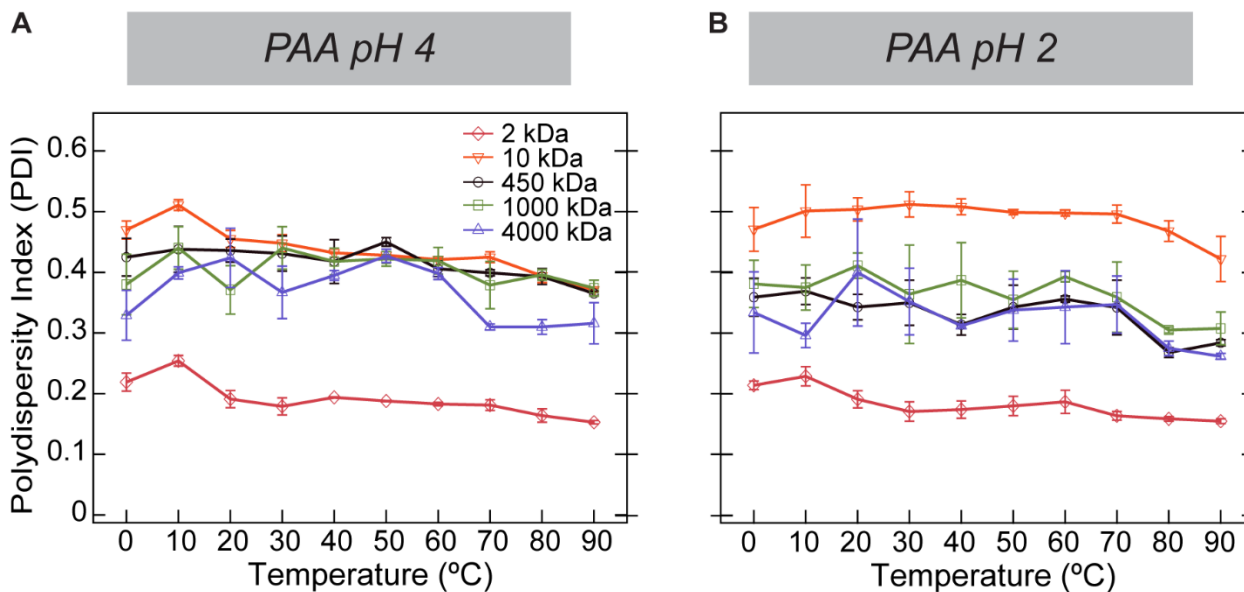 A
PAA pH 4
B
PAA pH 2
Polydispersity Index (PDI)
0.6
0.5
0.4
0.3
0.2
0.1
0
2 kDa
10 kDa
450 kDa
1000 kDa
4000 kDa
0 10 20 30 40 50 60 70 80 90
Temperature (ºC)
0 10 20 30 40 50 60 70 80 90
Temperature (ºC)